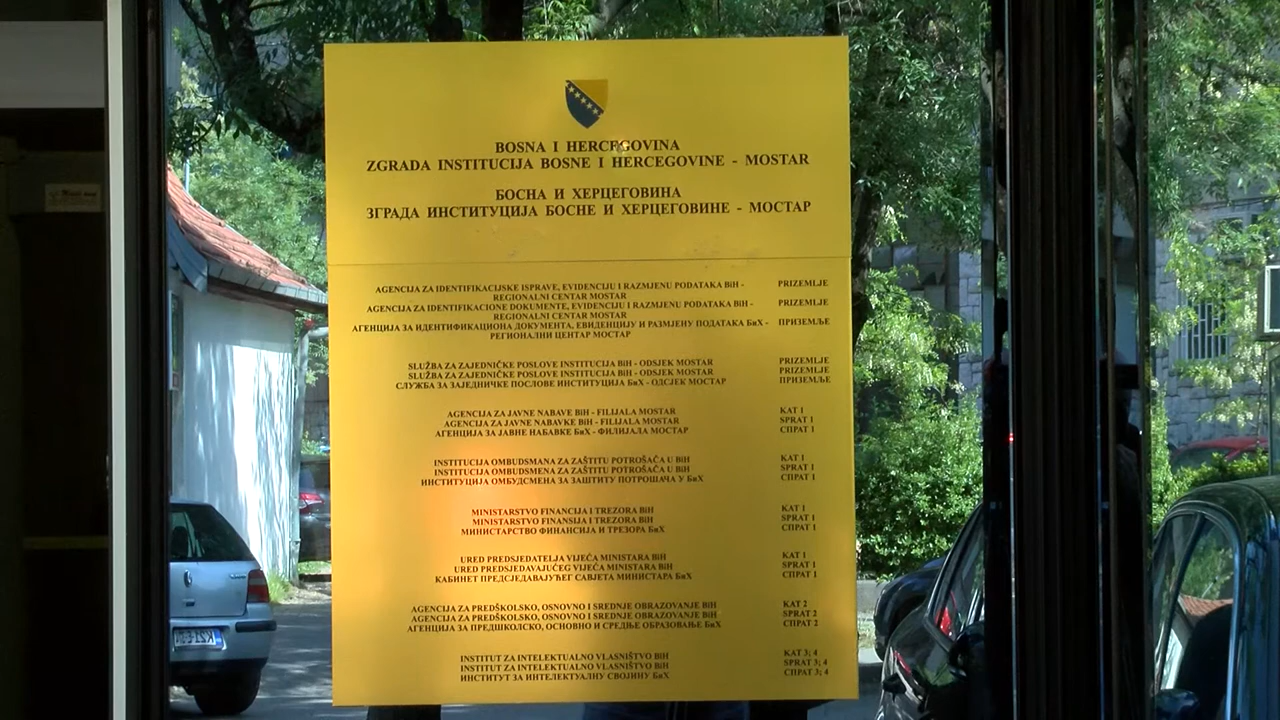 BOSNA I HERCEGOVINA
ZGRADA INSTITUCIJA BOSNE I HERCEGOVINE - MOSTAR
БОСНА И ХЕРЦЕГОВИНА
ЗГРАДА ИНСТИТУЦИЈА БОСНЕ И ХЕРЦЕГОВИНЕ - МОСТАР
AGENCIJA ZA IDENTIFIKACIJSKE ISPRAVE, EVIDENCIJU I RAZMJENU PODATAKA BiH - PRIZEMLJE
REGIONALNI CENTAR MOSTAR
AGENCIJA ZA IDENTIFIKACIONE DOKUMENTE, EVIDENCIJU I RAZMJENU PODATAKA BiH - PRIZEMLJE
REGIONALNI CENTAR MOSTAR
АГЕНЦИЈА ЗА ИДЕНТИФИКАЦИОНА ДОКУМЕНТА, ЕВИДЕНЦИЈУ И РАЗМЈЕНУ ПОДАТАКА БиХ - ПРИЗЕМЉЕ
РЕГИОНАЛНИ ЦЕНТАР МОСТАР
SLUŽBA ZA ZAJEDNIČKE POSLOVE INSTITUCIJA BiH - ODSJEK MOSTAR PRIZEMLJE
SLUŽBA ZA ZAJEDNIČKE POSLOVE INSTITUCIJA BiH - ODSJEK MOSTAR PRIZEMLJE
СЛУЖБА ЗА ЗАЈЕДНИЧКЕ ПОСЛОВЕ ИНСТИТУЦИЈА БиХ - ОДСЈЕК МОСТАР ПРИЗЕМЉЕ
AGENCIJA ZA JAVNE NABAVE BiH - FILIJALA MOSTAR KAT 1
AGENCIJA ZA JAVNE NABAVKE BiH - FILIJALA MOSTAR SPRAT 1
АГЕНЦИЈА ЗА ЈАВНЕ НАБАВКЕ БиХ - ФИЛИЈАЛА МОСТАР СПРАТ 1
INSTITUCIJA OMBUDSMANA ZA ZAŠTITU POTROŠAČA U BiH KAT 1
INSTITUCIJA OMBUDSMENA ZA ZAŠTITU POTROŠAČA U BiH SPRAT 1
ИНСТИТУЦИЈА ОМБУДСМЕНА ЗА ЗАШТИТУ ПОТРОШАЧА У БиХ СПРАТ 1
MINISTARSTVO FINANCIJA I TREZORA BiH KAT 1
MINISTARSTVO FINANSIJA I TREZORA BiH SPRAT 1
МИНИСТАРСТВО ФИНАНСИЈА И ТРЕЗОРА БиХ СПРАТ 1
URED PREDSJEDATELJA VIJEĆA MINISTARA BiH KAT 1
URED PREDSJEDAVAJUĆEG VIJEĆA MINISTARA BiH SPRAT 1
КАБИНЕТ ПРЕДСЈЕДАВАЈУЋЕГ САВЈЕТА МИНИСТАРА БиХ СПРАТ 1
AGENCIJA ZA PREDŠKOLSKO, OSNOVNO I SREDNJE OBRAZOVANJE BiH KAT 2
AGENCIJA ZA PREDŠKOLSKO, OSNOVNO I SREDNJE OBRAZOVANJE BiH SPRAT 2
АГЕНЦИЈА ЗА ПРЕДШКОЛСКО, ОСНОВНО И СРЕДЊЕ ОБРАЗОВАЊЕ БиХ СПРАТ 2
INSTITUT ZA INTELEKTUALNO VLASNIŠTVO BiH KAT 3; 4
INSTITUT ZA INTELEKTUALNO VLASNIŠTVO BiH SPRAT 3; 4
ИНСТИТУТ ЗА ИНТЕЛЕКТУАЛНУ СВОЈИНУ БиХ СПРАТ 3; 4